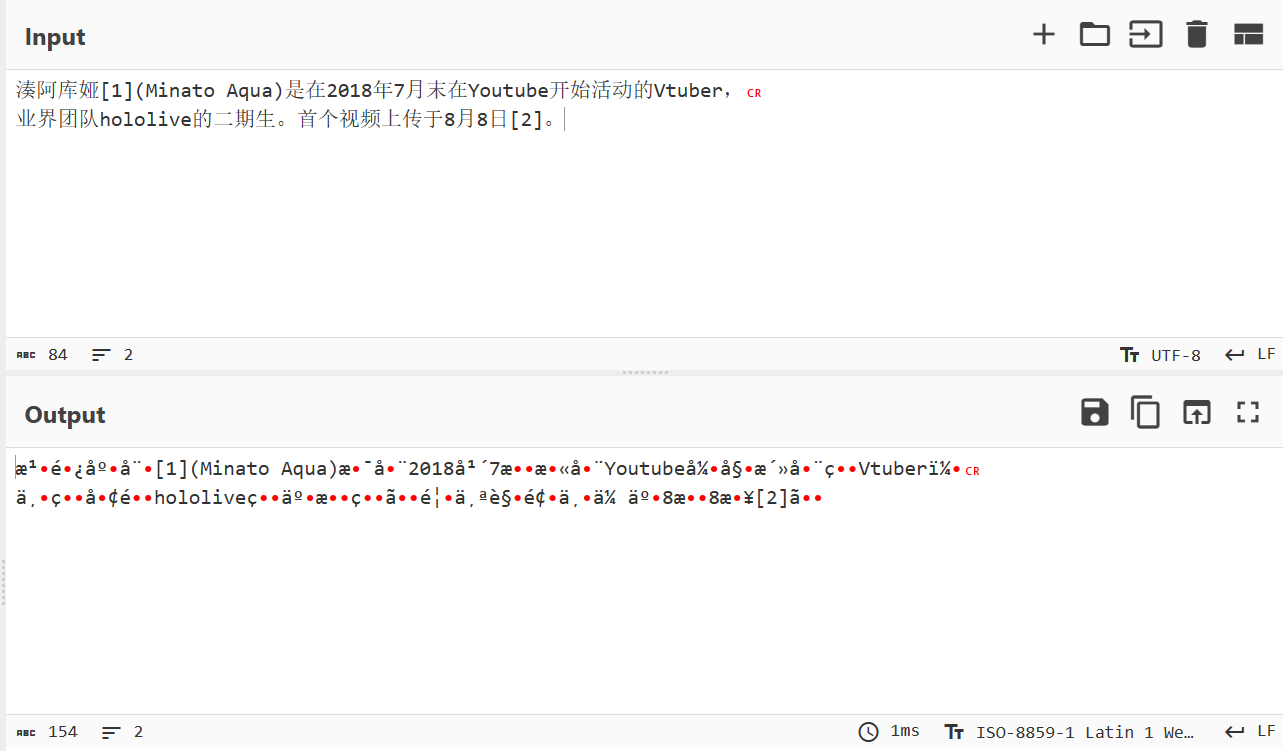 Input
湊阿库娅[1](Minato Aqua)是在2018年7月末在Youtube开始活动的Vtuber，CR
业界团队hololive的二期生。首个视频上传于8月8日[2]。
ABC 84 2 UTF-8 LF
Output
æ¹•é•¿åº•å¨•[1](Minato Aqua)æ•¯å•¨2018å¹´7æ••æ•«å•¨Youtubeå¼•å§•æ´»å•¨ç••Vtuberï¼•CR
ä¸•ç••å•¢é••hololiveç••äº•æ••ç••ã••é¦•ä¸ªè§•é¢•ä¸•ä¼ äº•8æ••8æ•¥[2]ã••
ABC 154 2 1ms ISO-8859-1 Latin 1 We… LF